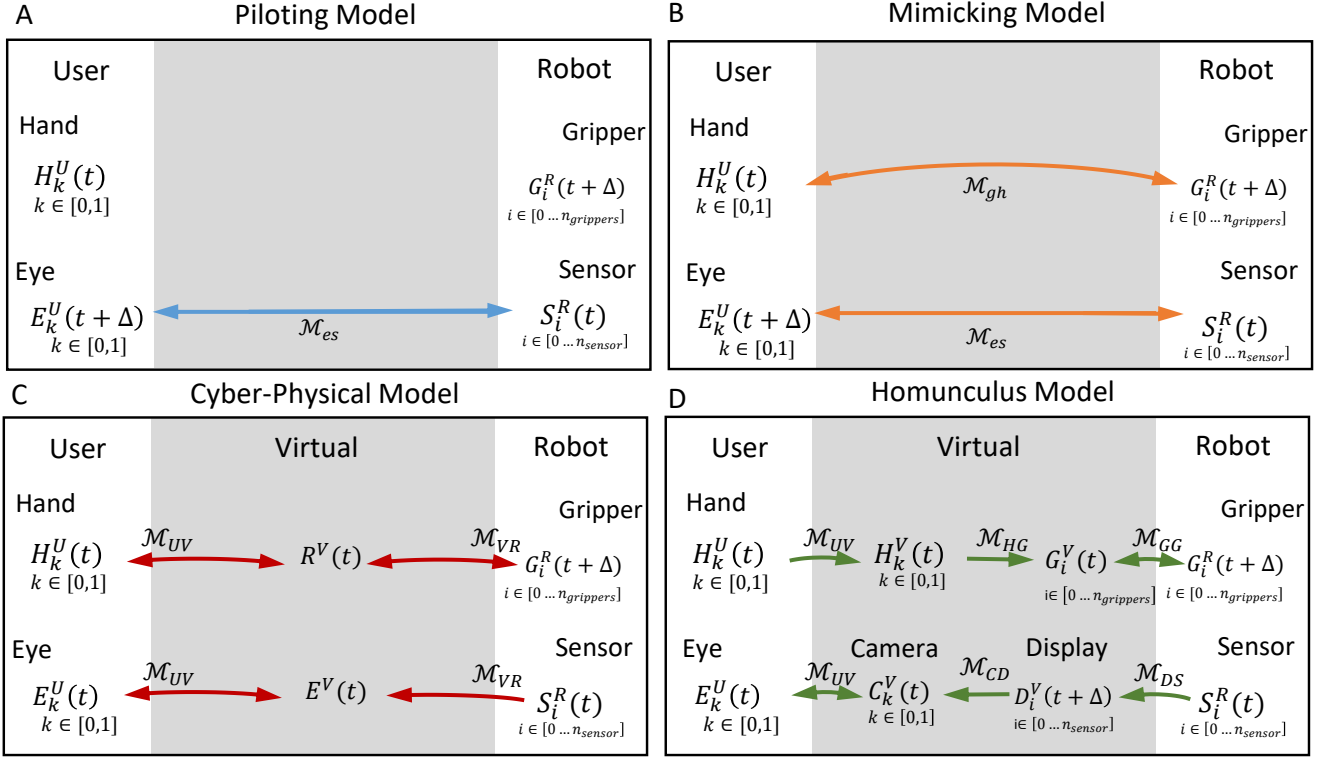 A
Piloting Model
User
Robot
Hand
Gripper
H_k^U(t)
k ∈ [0,1]
G_i^R(t + Δ)
i ∈ [0 … n_grippers]
Eye
Sensor
E_k^U(t + Δ)
k ∈ [0,1]
ℳ_es
S_i^R(t)
i ∈ [0 … n_sensor]
B
Mimicking Model
User
Robot
Hand
Gripper
H_k^U(t)
k ∈ [0,1]
ℳ_gh
G_i^R(t + Δ)
i ∈ [0 … n_grippers]
Eye
Sensor
E_k^U(t + Δ)
k ∈ [0,1]
ℳ_es
S_i^R(t)
i ∈ [0 … n_sensor]
C
Cyber-Physical Model
User
Virtual
Robot
Hand
Gripper
H_k^U(t)
k ∈ [0,1]
ℳ_UV
R^V(t)
ℳ_VR
G_i^R(t + Δ)
i ∈ [0 … n_grippers]
Eye
Sensor
E_k^U(t)
k ∈ [0,1]
ℳ_UV
E^V(t)
ℳ_VR
S_i^R(t)
i ∈ [0 … n_sensor]
D
Homunculus Model
User
Virtual
Robot
Hand
Gripper
H_k^U(t)
k ∈ [0,1]
ℳ_UV
H_k^V(t)
k ∈ [0,1]
ℳ_HG
G_i^V(t)
i∈ [0 … n_grippers]
ℳ_GG
G_i^R(t + Δ)
i ∈ [0 … n_grippers]
Eye
Camera
Display
Sensor
E_k^U(t)
k ∈ [0,1]
ℳ_UV
C_k^V(t)
k ∈ [0,1]
ℳ_CD
D_i^V(t + Δ)
i∈ [0 … n_sensor]
ℳ_DS
S_i^R(t)
i ∈ [0 … n_sensor]